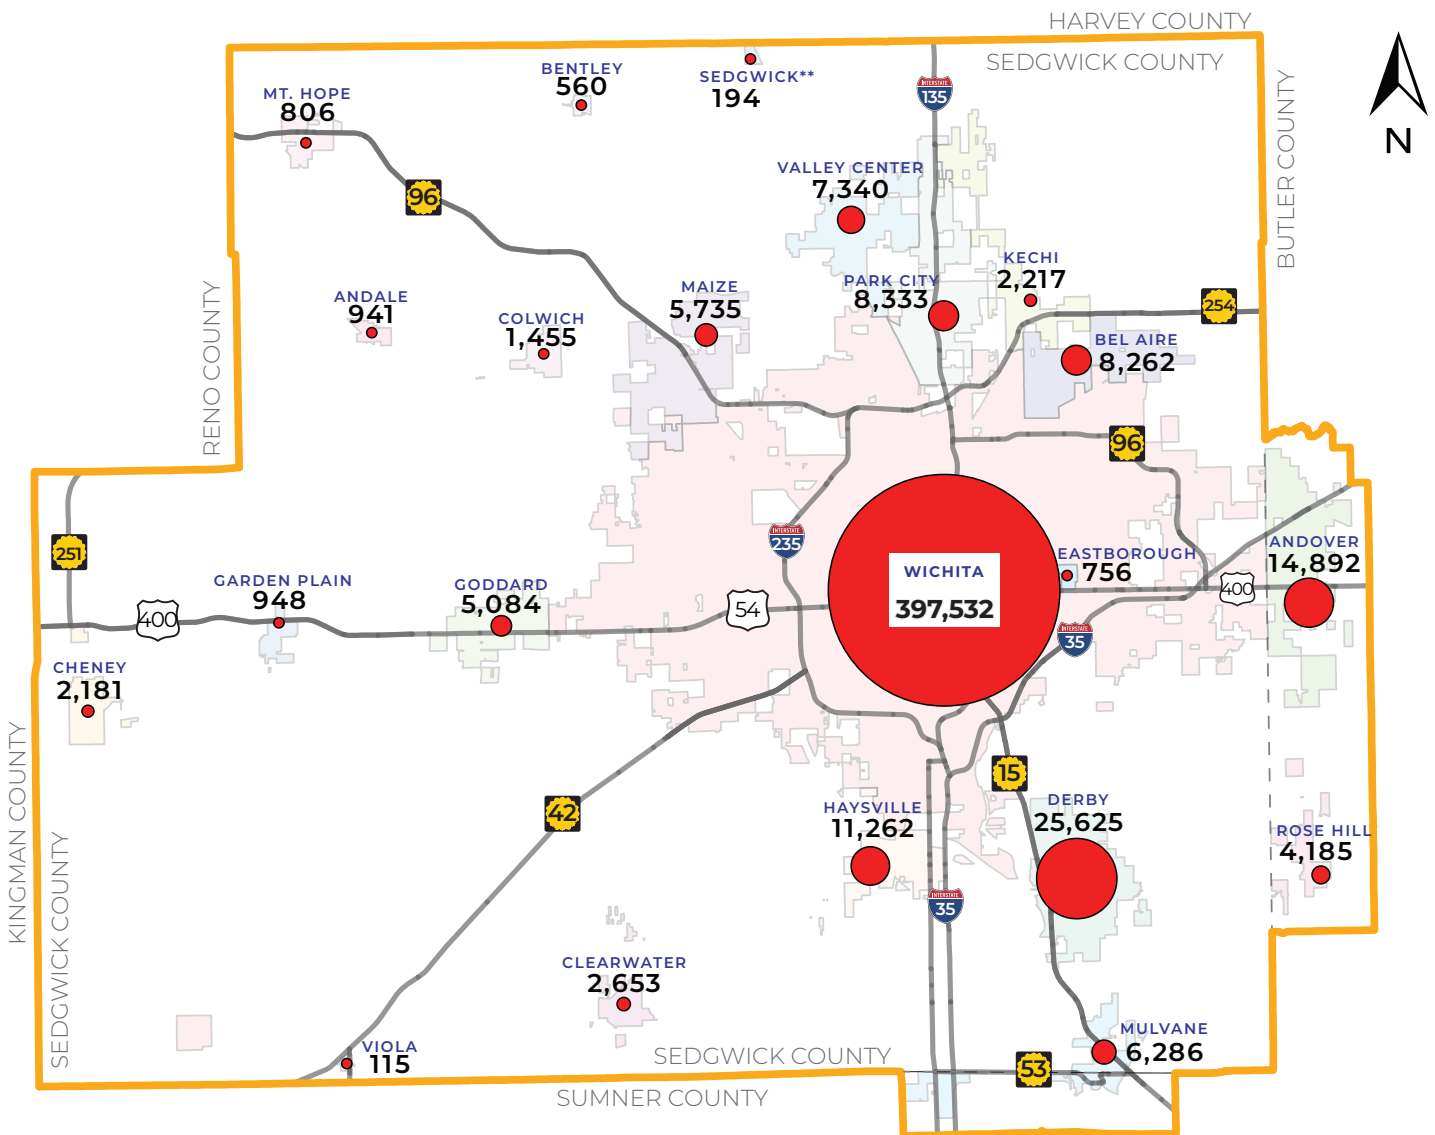 HARVEY COUNTY
SEDGWICK COUNTY
BUTLER COUNTY
N
MT. HOPE
806
BENTLEY
560
SEDGWICK**
194
INTERSTATE
135
96
VALLEY CENTER
7,340
KECHI
2,217
PARK CITY
8,333
MAIZE
5,735
ANDALE
941
COLWICH
1,455
254
BEL AIRE
8,262
RENO COUNTY
96
251
INTERSTATE
235
WICHITA
397,532
EASTBOROUGH
756
ANDOVER
14,892
400
GARDEN PLAIN
948
GODDARD
5,084
54
400
INTERSTATE
35
CHENEY
2,181
KINGMAN COUNTY
SEDGWICK COUNTY
42
15
HAYSVILLE
11,262
DERBY
25,625
ROSE HILL
4,185
INTERSTATE
35
CLEARWATER
2,653
VIOLA
115
SEDGWICK COUNTY
SUMNER COUNTY
53
MULVANE
6,286